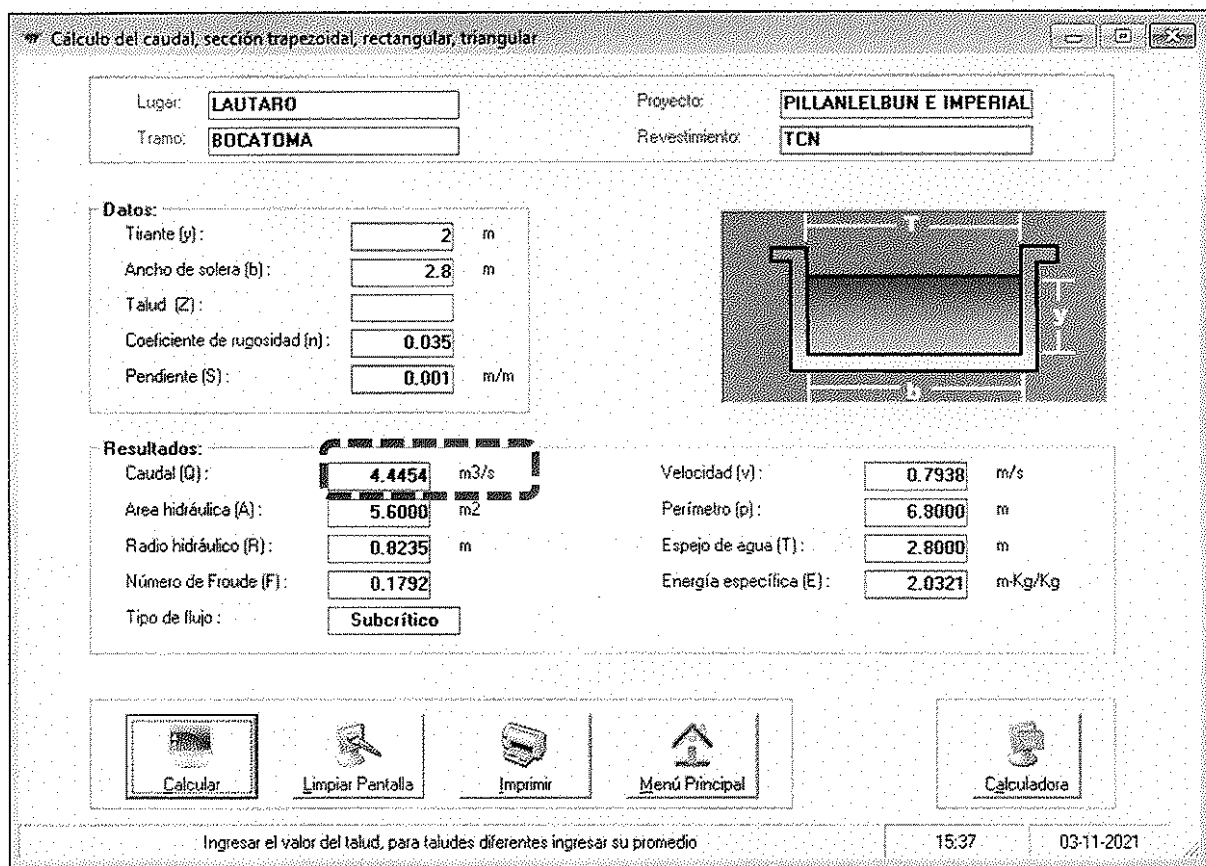 Cálculo del caudal, sección trapezoidal, rectangular, triangular
Lugar: LAUTARO Proyecto: PILLANLELBUN E IMPERIAL
Tramo: BOCATOMA Revestimiento: TCN
Datos:
Tirante (y) : 2 m
Ancho de solera (b) : 2.8 m
Talud (Z) :
Coeficiente de rugosidad (n) : 0.035
Pendiente (S) : 0.001 m/m
T
y
b
Resultados:
Caudal (Q) : 4.4454 m3/s Velocidad (v) : 0.7938 m/s
Area hidráulica (A) : 5.6000 m2 Perímetro (p) : 6.8000 m
Radio hidráulico (R) : 0.8235 m Espejo de agua (T) : 2.8000 m
Número de Froude (F) : 0.1792 Energía específica (E) : 2.0321 m-Kg/Kg
Tipo de flujo : Subcrítico
Calcular Limpiar Pantalla Imprimir Menú Principal Calculadora
Ingresar el valor del talud, para taludes diferentes ingresar su promedio 15:37 03-11-2021